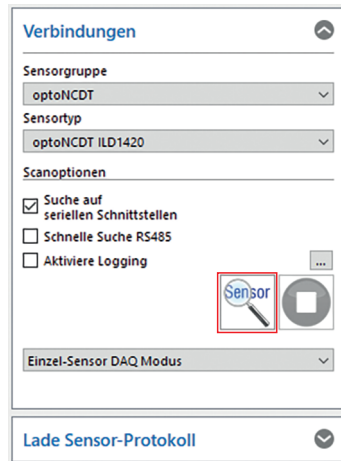 Verbindungen
Sensorgruppe
optoNCDT
Sensortyp
optoNCDT ILD1420
Scanoptionen
Suche auf
seriellen Schnittstellen
Schnelle Suche RS485
Aktiviere Logging
...
Sensor
Einzel-Sensor DAQ Modus
Lade Sensor-Protokoll